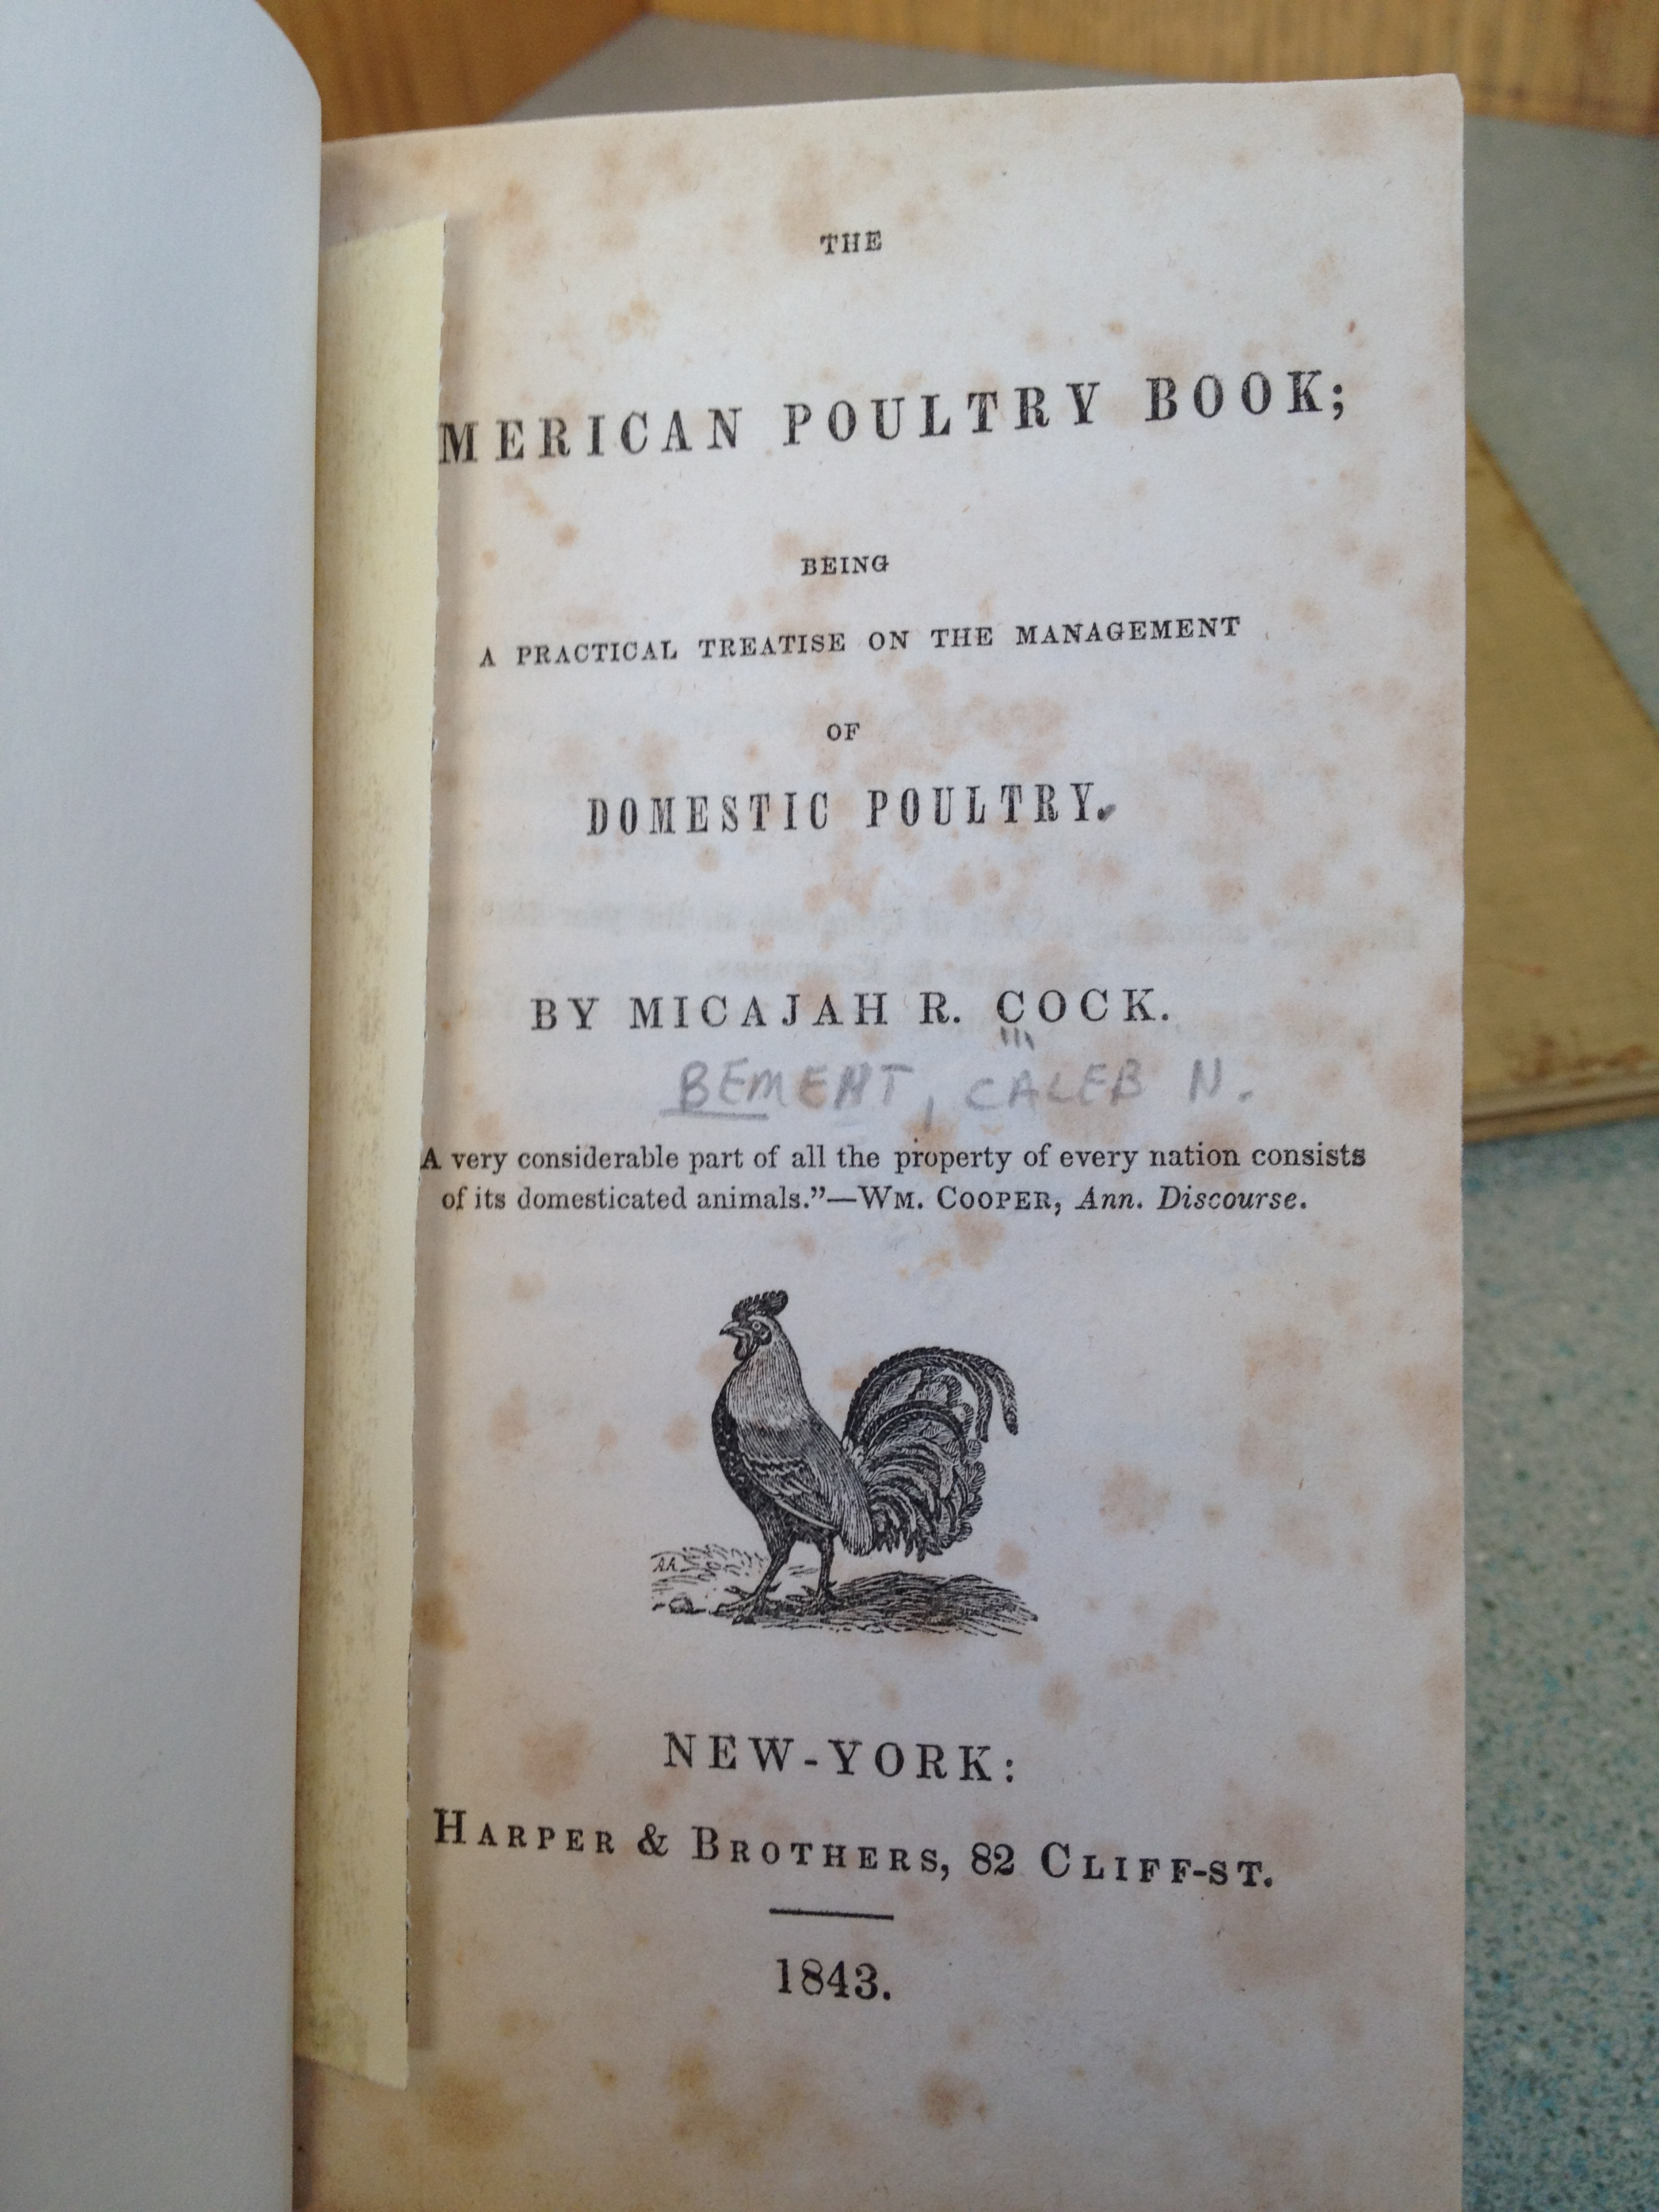 THE
MERICAN POULTRY BOOK;
BEING
A PRACTICAL TREATISE ON THE MANAGEMENT
OF
DOMESTIC POULTRY.
BY MICAJAH R. COCK.
BEMENT, CALEB N.
A very considerable part of all the property of every nation consists
of its domesticated animals."—WM. COOPER, Ann. Discourse.
AA
NEW-YORK:
HARPER & BROTHERS, 82 CLIFF-ST.
1843.